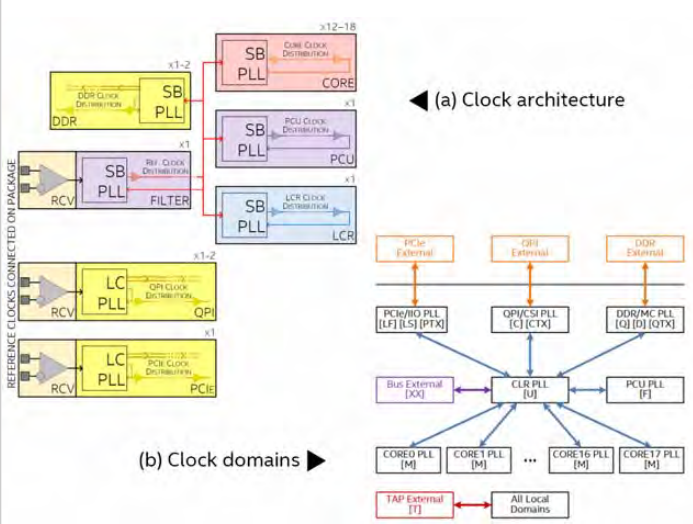 x12-18
SB
PLL
CORE CLOCK
DISTRIBUTION
CORE
x1-2
DDR CLOCK
DISTRIBUTION
SB
PLL
DDR
x1
SB
PLL
PCU CLOCK
DISTRIBUTION
PCU
x1
RCV
SB
PLL
REF. CLOCK
DISTRIBUTION
FILTER
x1
SB
PLL
LCR CLOCK
DISTRIBUTION
LCR
x1-2
RCV
LC
PLL
QPI CLOCK
DISTRIBUTION
QPI
x1
RCV
LC
PLL
PCIE CLOCK
DISTRIBUTION
PCIE
REFERENCE CLOCKS CONNECTED ON PACKAGE
(a) Clock architecture
PCIe
External
QPI
External
DDR
External
PCIe/IIO PLL
[LF] [LS] [PTX]
QPI/CSI PLL
[C] [CTX]
DDR/MC PLL
[Q] [D] [QTX]
Bus External
[XX]
CLR PLL
[U]
PCU PLL
[F]
CORE0 PLL
[M]
CORE1 PLL
[M]
...
CORE16 PLL
[M]
CORE17 PLL
[M]
(b) Clock domains
TAP External
[T]
All Local
Domains